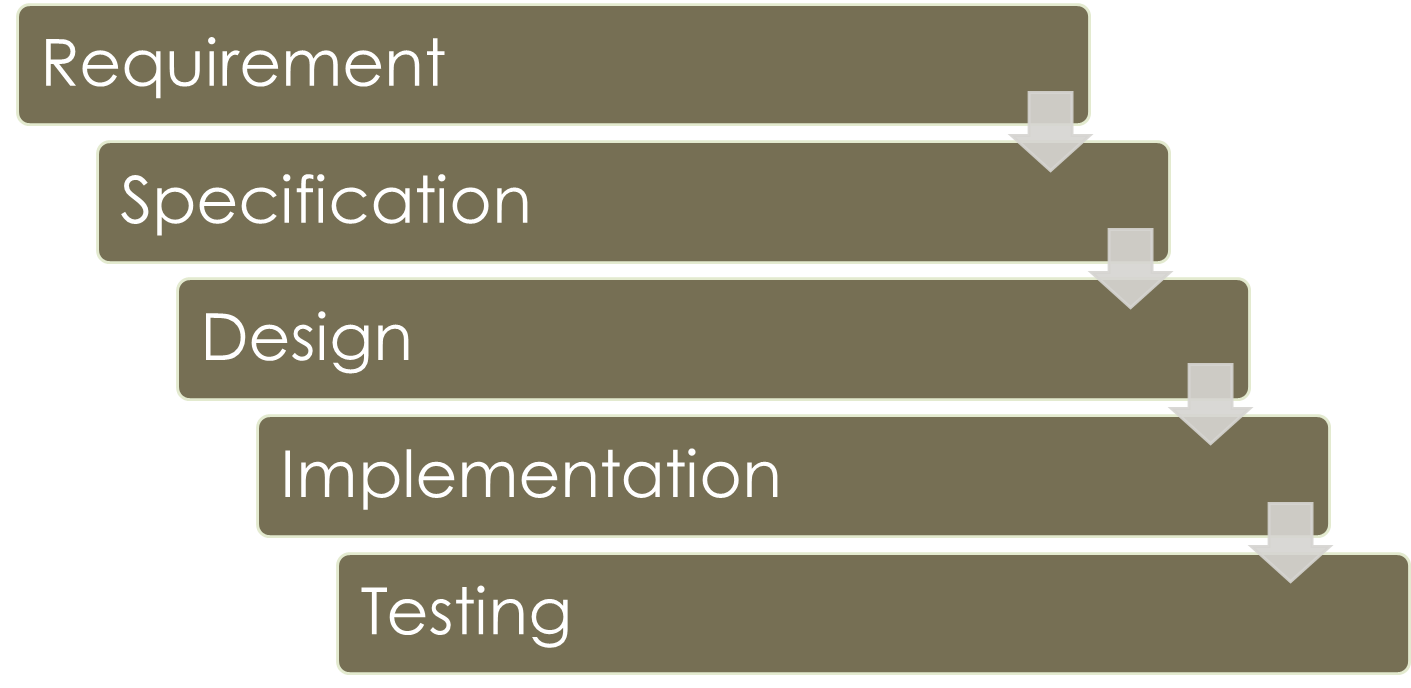 Requirement
Specification
Design
Implementation
Testing